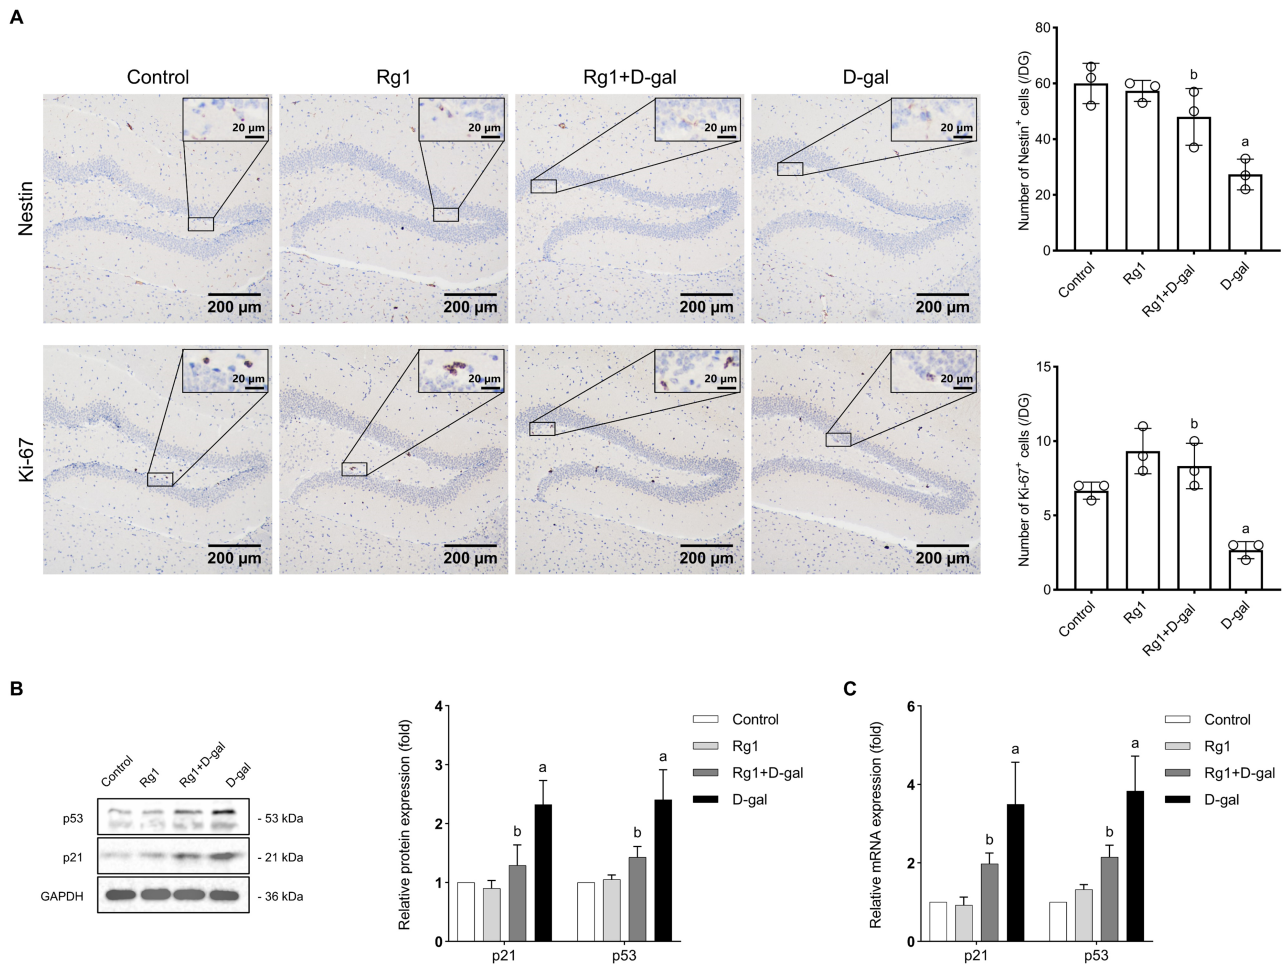 A
Control
Rg1
Rg1+D-gal
D-gal
Nestin
20 µm
20 µm
20 µm
20 µm
200 µm
200 µm
200 µm
200 µm
Ki-67
20 µm
20 µm
20 µm
20 µm
200 µm
200 µm
200 µm
200 µm
Number of Nestin+ cells (/DG)
80
60
40
20
0
b
a
Control
Rg1
Rg1+D-gal
D-gal
Number of Ki-67+ cells (/DG)
15
10
5
0
b
a
Control
Rg1
Rg1+D-gal
D-gal
B
Control
Rg1
Rg1+D-gal
D-gal
p53
- 53 kDa
p21
- 21 kDa
GAPDH
- 36 kDa
Relative protein expression (fold)
4
3
2
1
0
b
a
b
a
p21
p53
Control
Rg1
Rg1+D-gal
D-gal
C
Relative mRNA expression (fold)
6
4
2
0
b
a
b
a
p21
p53
Control
Rg1
Rg1+D-gal
D-gal